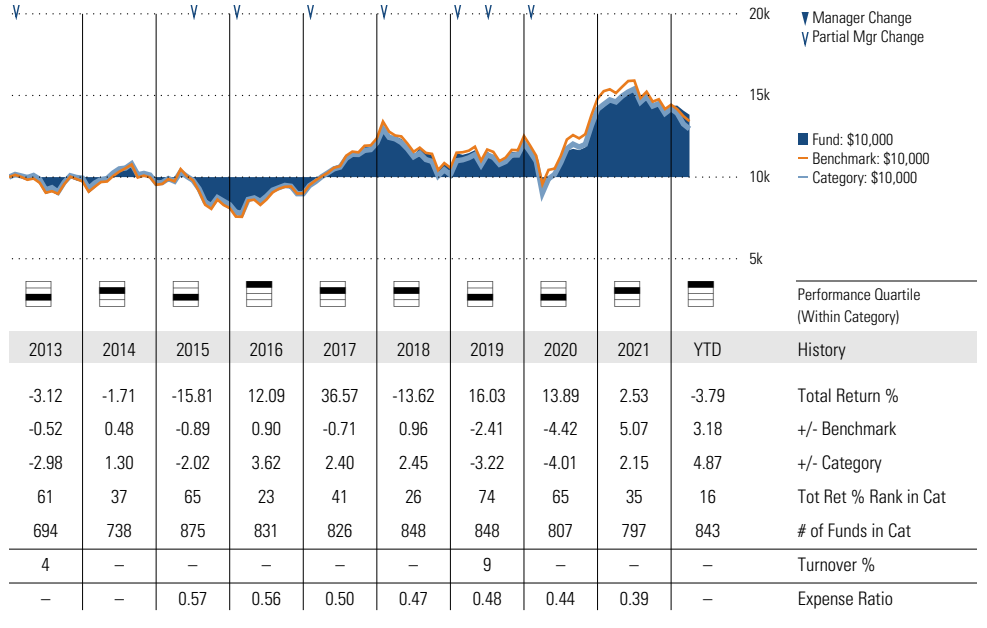 20k
▼ Manager Change
∨ Partial Mgr Change
15k
Fund: $10,000
Benchmark: $10,000
Category: $10,000
10k
5k
Performance Quartile
(Within Category)
2013 2014 2015 2016 2017 2018 2019 2020 2021 YTD History
-3.12 -1.71 -15.81 12.09 36.57 -13.62 16.03 13.89 2.53 -3.79 Total Return %
-0.52 0.48 -0.89 0.90 -0.71 0.96 -2.41 -4.42 5.07 3.18 +/- Benchmark
-2.98 1.30 -2.02 3.62 2.40 2.45 -3.22 -4.01 2.15 4.87 +/- Category
61 37 65 23 41 26 74 65 35 16 Tot Ret % Rank in Cat
694 738 875 831 826 848 848 807 797 843 # of Funds in Cat
4 – – – – – 9 – – – Turnover %
– – 0.57 0.56 0.50 0.47 0.48 0.44 0.39 – Expense Ratio